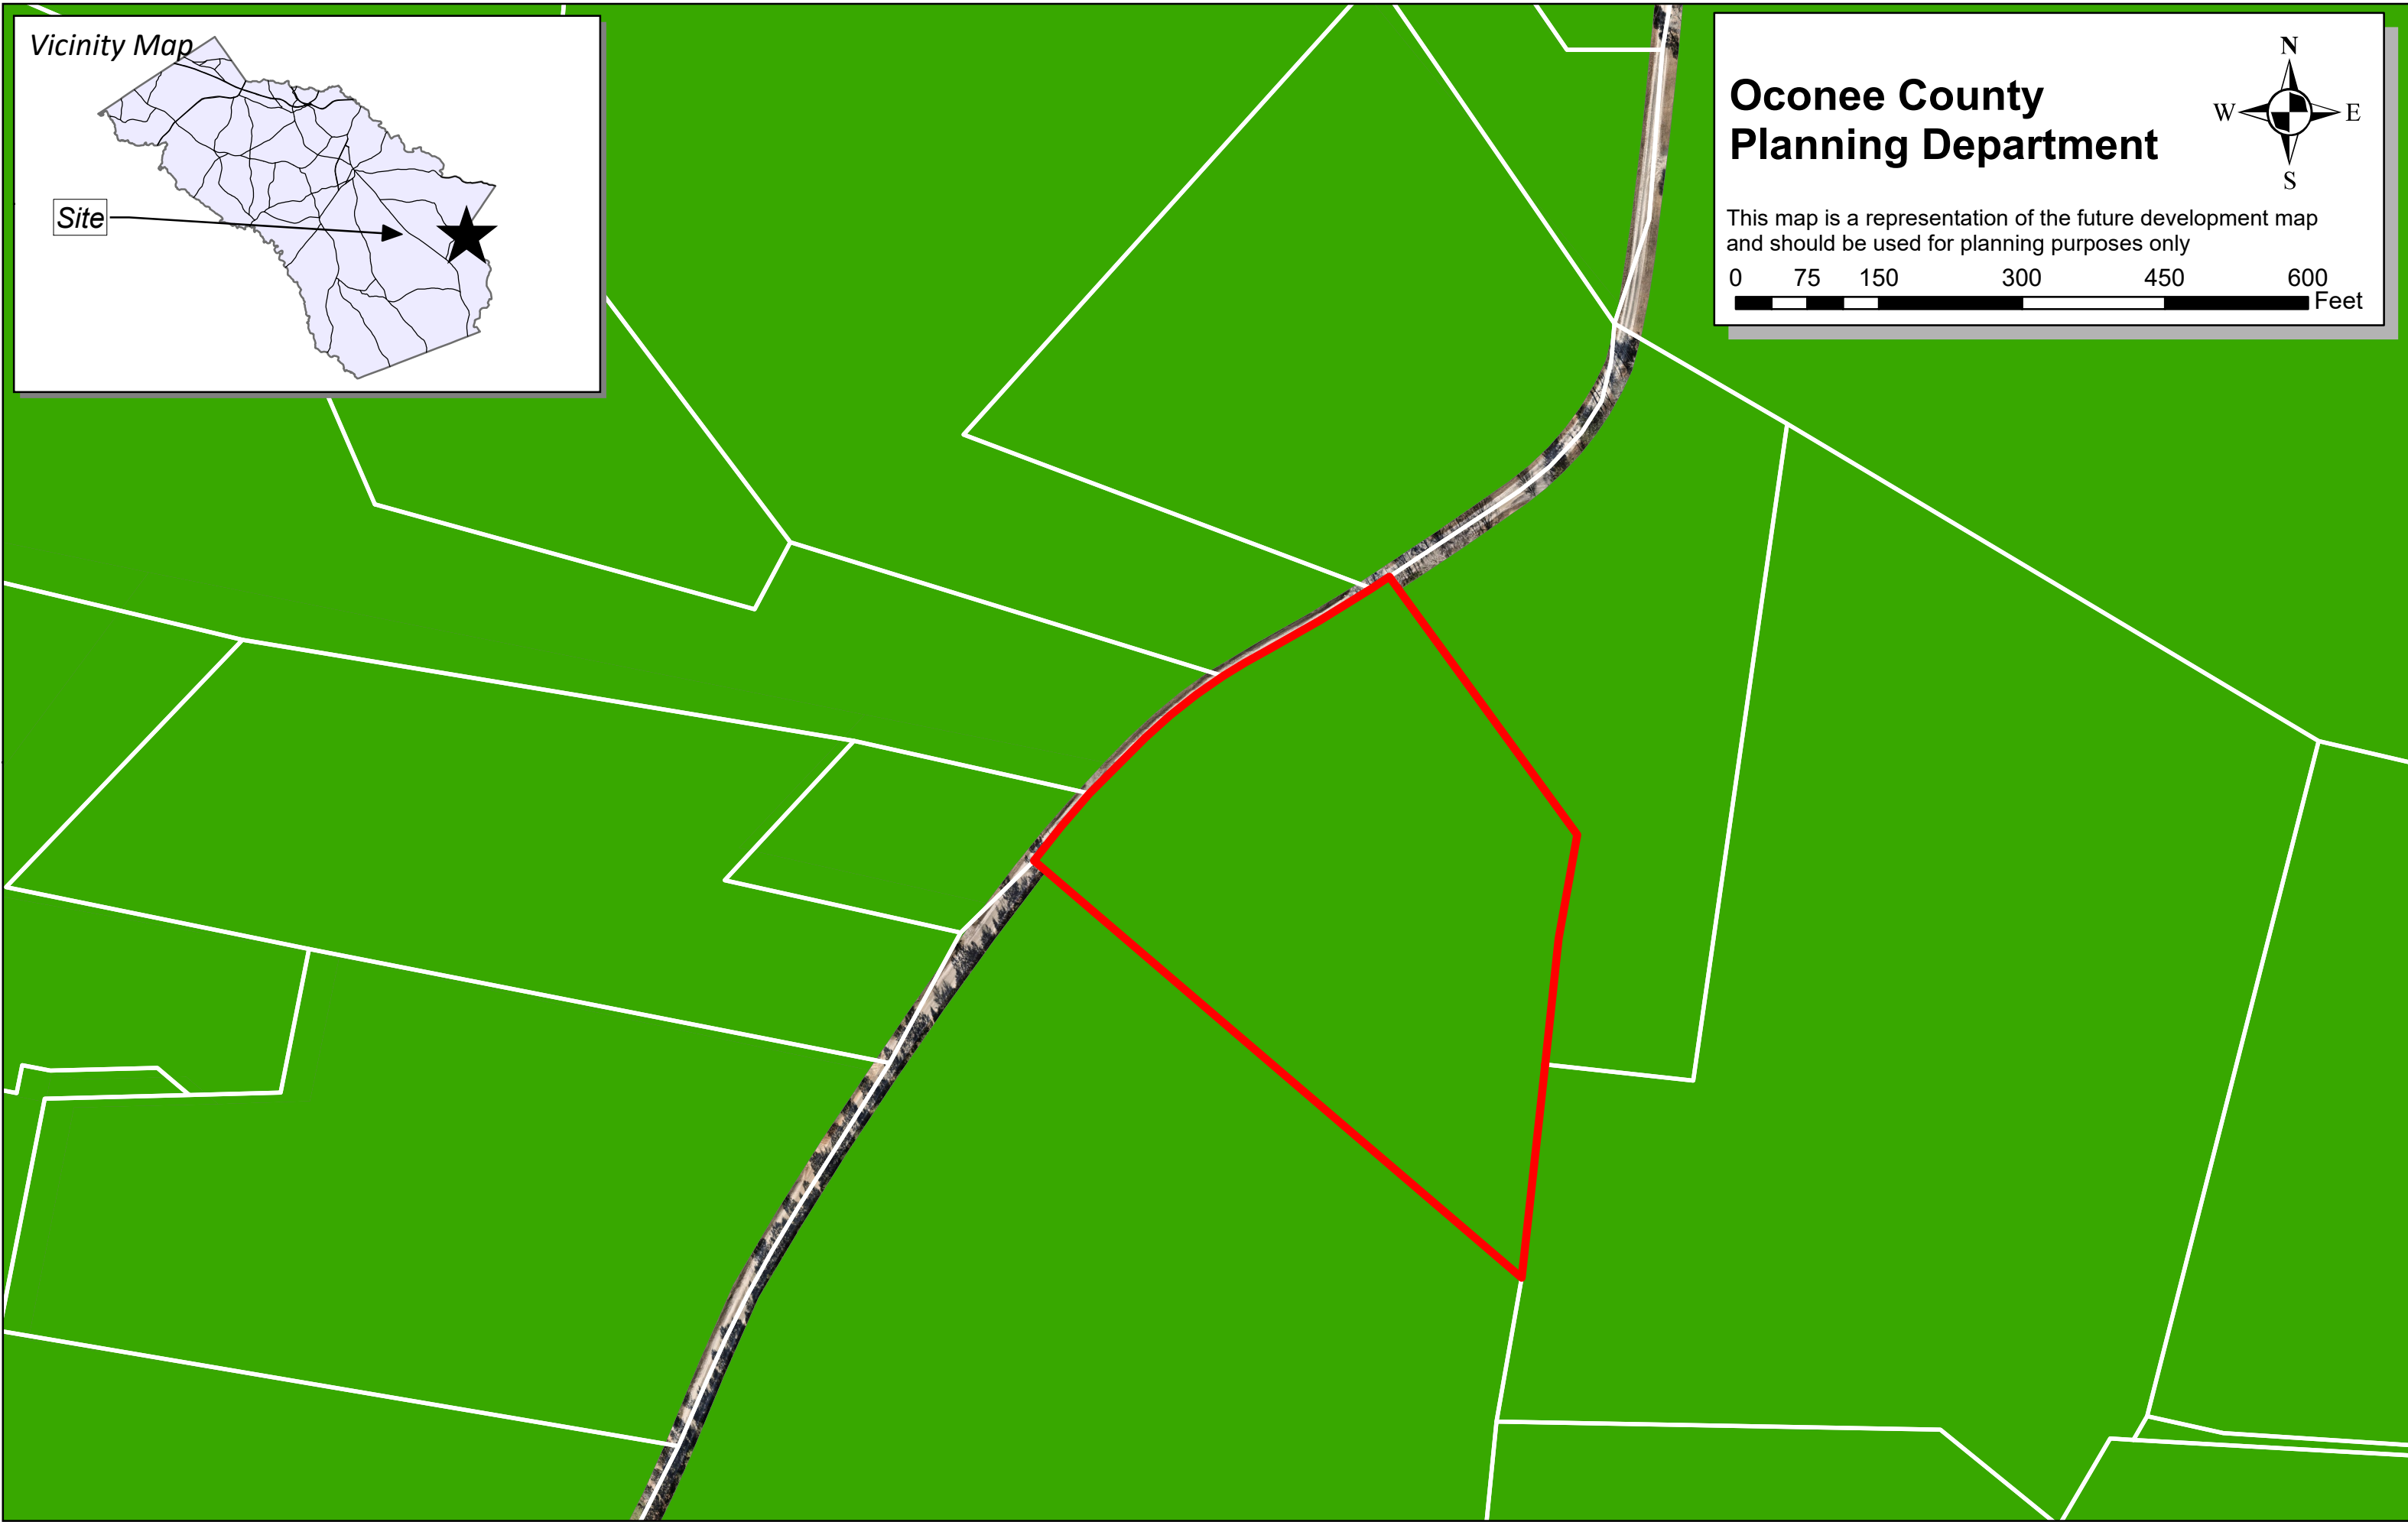 Vicinity Map
Site
Oconee County
Planning Department
N
W E
S
This map is a representation of the future development map
and should be used for planning purposes only
0 75 150 300 450 600
Feet